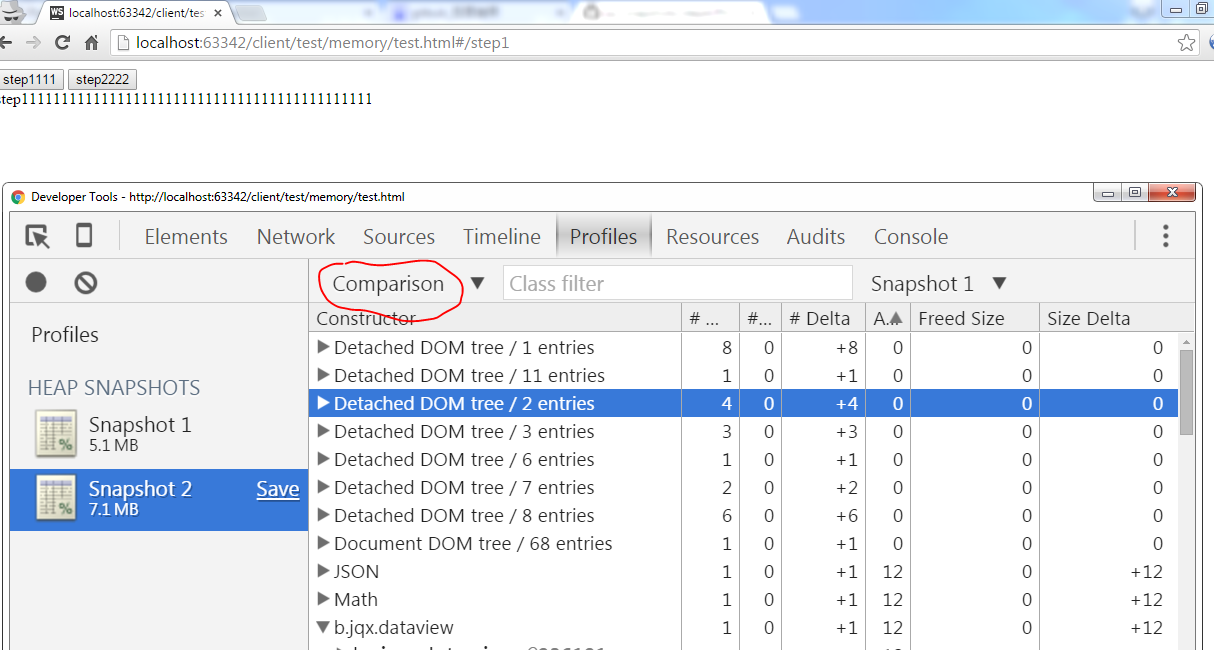 WS localhost:63342/client/tes
localhost:63342/client/test/memory/test.html#/step1
step1111 step2222
Developer Tools - http://localhost:63342/client/test/memory/test.html
Elements Network Sources Timeline Profiles Resources Audits Console
Comparison Class filter Snapshot 1
Profiles
HEAP SNAPSHOTS
Snapshot 1
5.1 MB
Snapshot 2 Save
7.1 MB
Constructor # ... #... # Delta A... Freed Size Size Delta
Detached DOM tree / 1 entries 8 0 +8 0 0 0
Detached DOM tree / 11 entries 1 0 +1 0 0 0
Detached DOM tree / 2 entries 4 0 +4 0 0 0
Detached DOM tree / 3 entries 3 0 +3 0 0 0
Detached DOM tree / 6 entries 1 0 +1 0 0 0
Detached DOM tree / 7 entries 2 0 +2 0 0 0
Detached DOM tree / 8 entries 6 0 +6 0 0 0
Document DOM tree / 68 entries 1 0 +1 0 0 0
JSON 1 0 +1 12 0 +12
Math 1 0 +1 12 0 +12
b.jqx.dataview 1 0 +1 12 0 +12